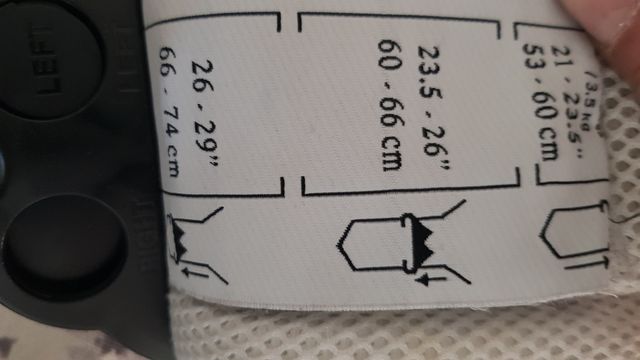 LEFT
LEFT
RIGHT
26 - 29"
66 - 74 cm
23.5 - 26"
60 - 66 cm
13.5 kg
21 - 23.5"
53 - 60 cm